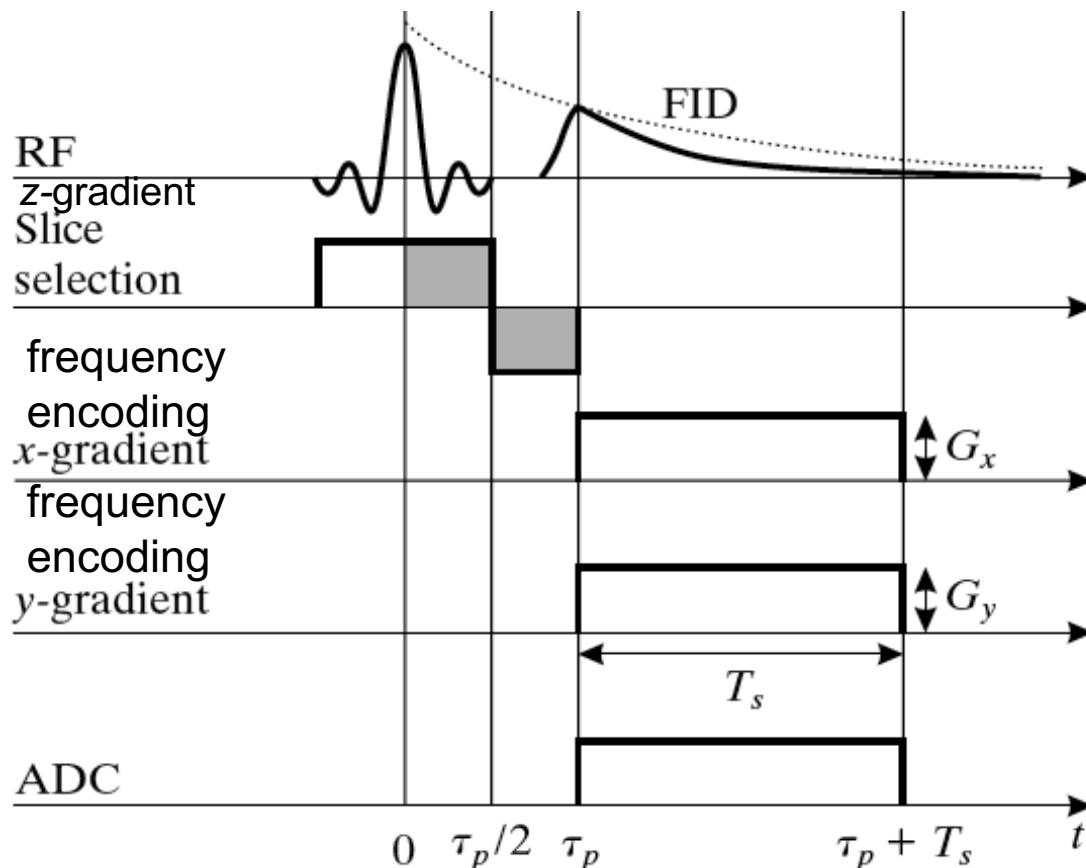 FID
RF
z-gradient
Slice
selection
frequency
encoding
x-gradient
G_x
frequency
encoding
y-gradient
G_y
T_s
ADC
0 τ_p/2 τ_p τ_p + T_s t